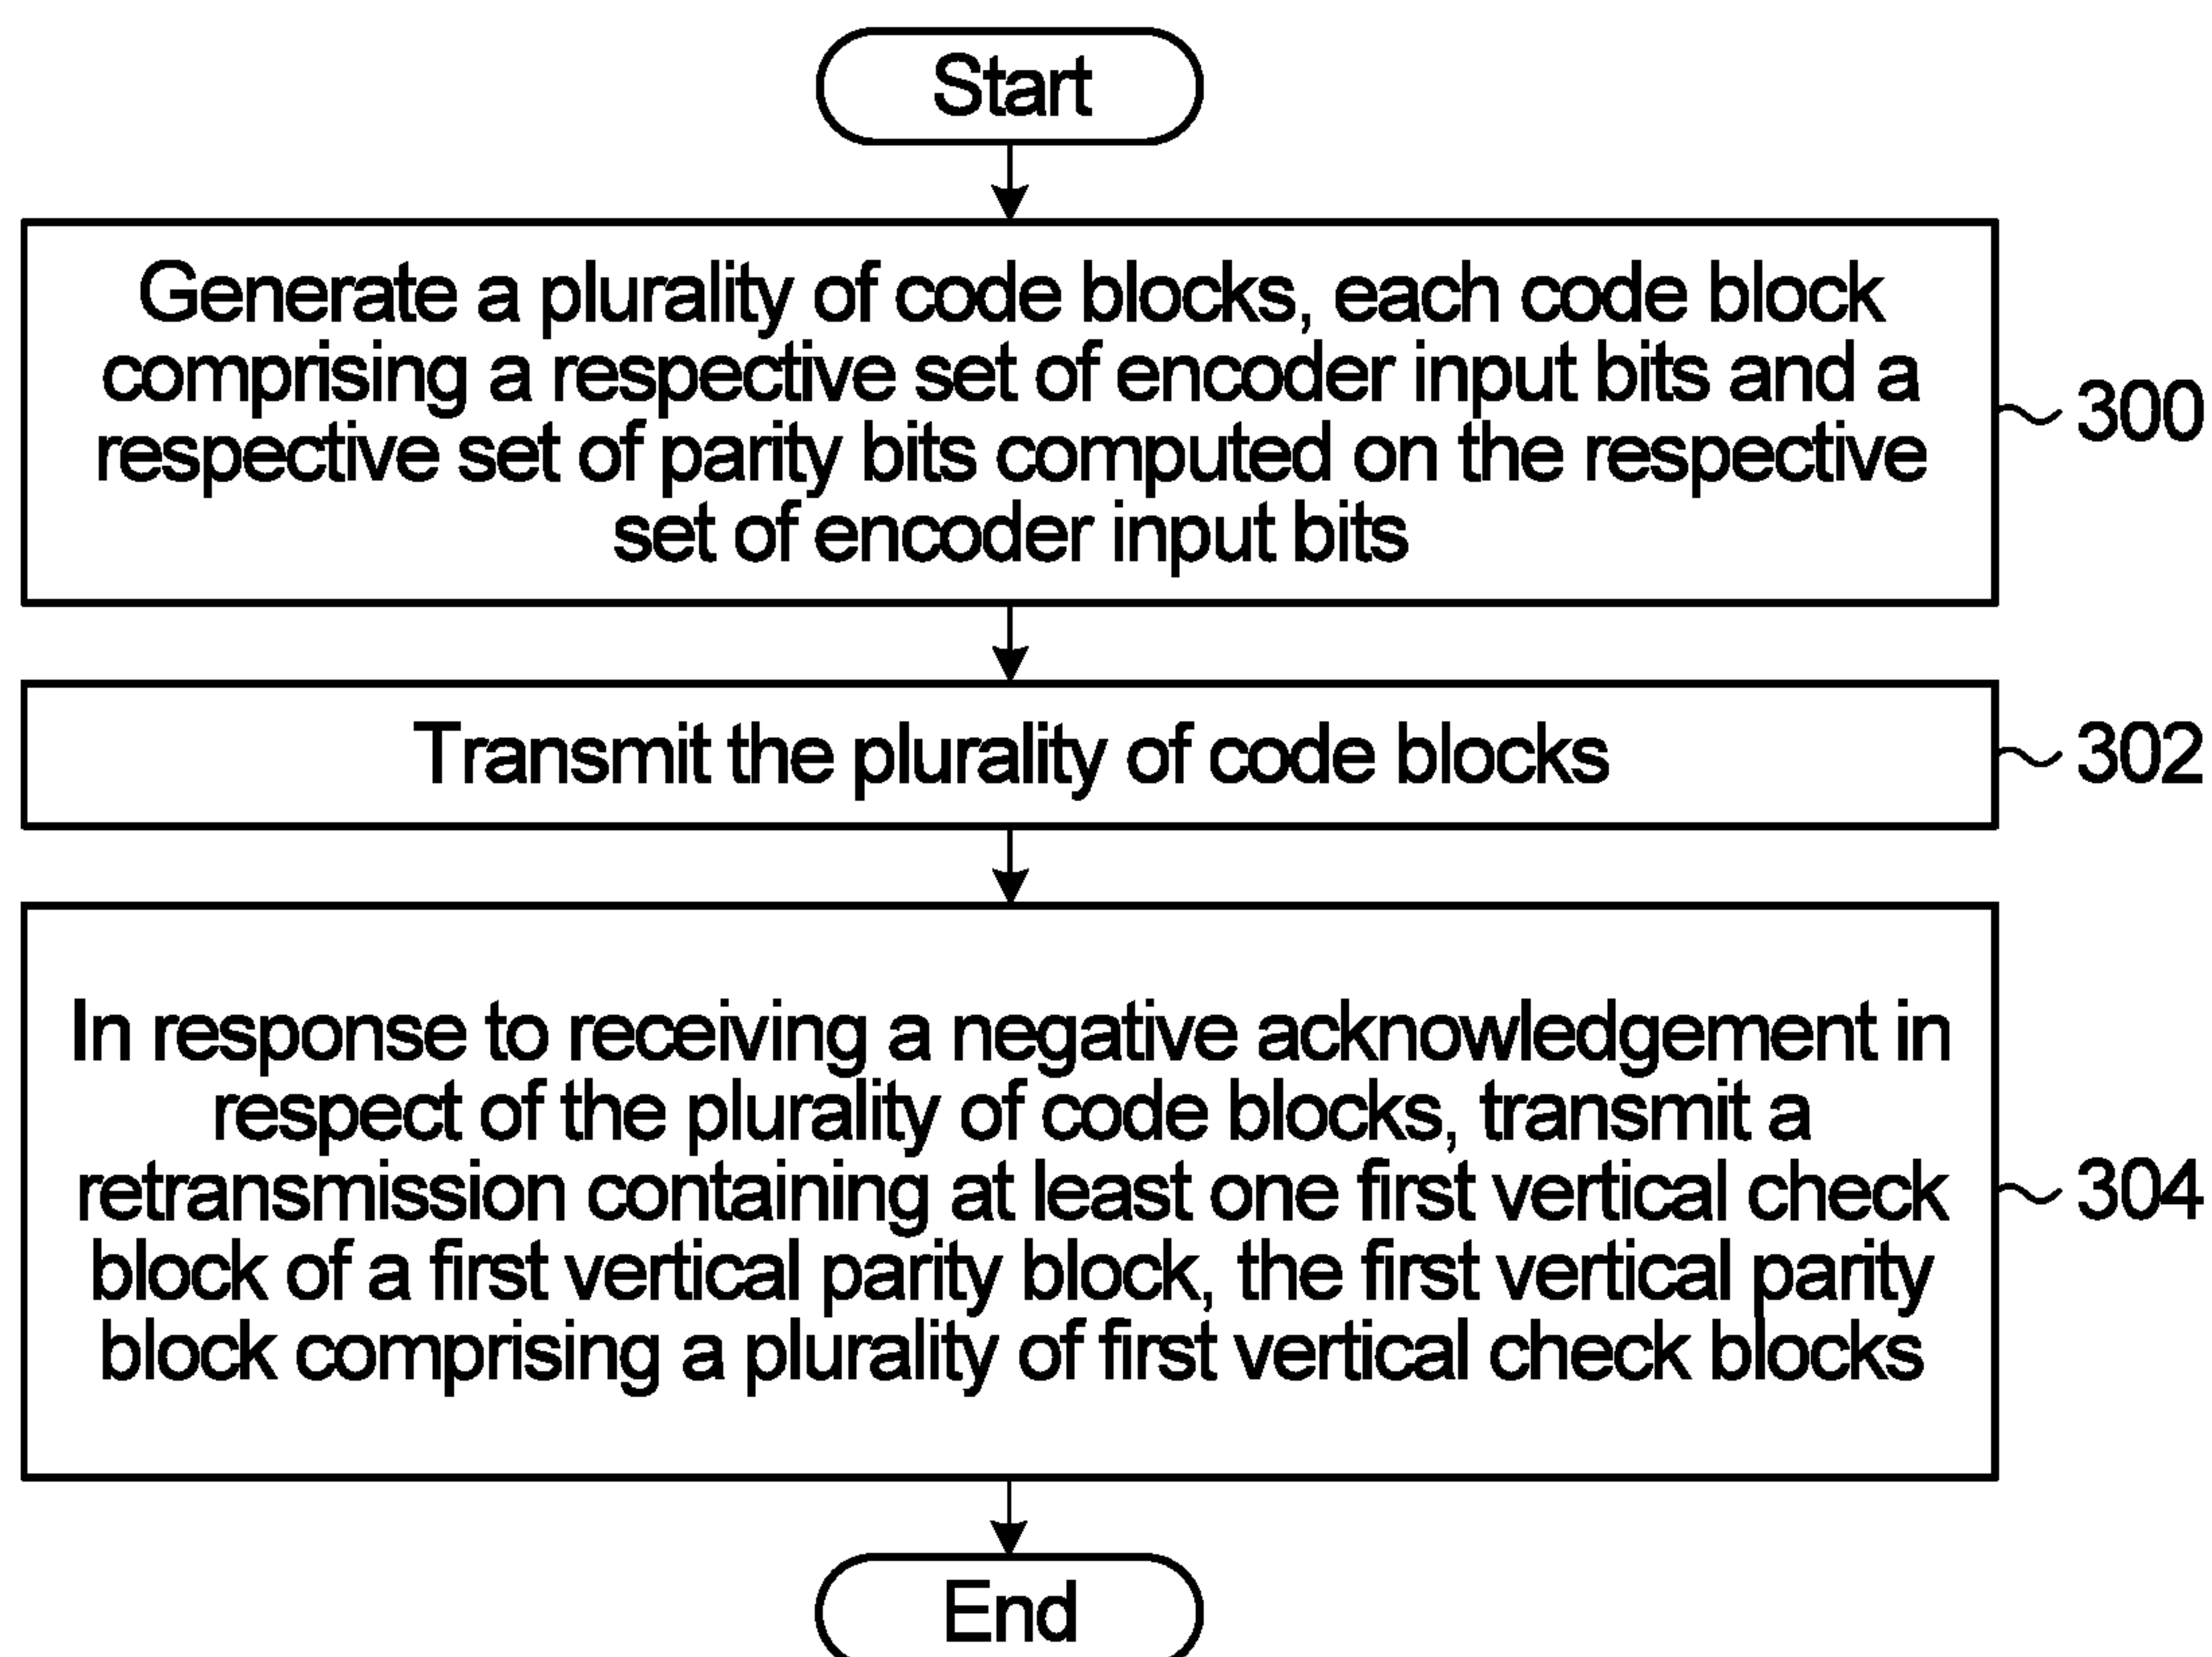 Start
Generate a plurality of code blocks, each code block
comprising a respective set of encoder input bits and a
respective set of parity bits computed on the respective
set of encoder input bits
300
Transmit the plurality of code blocks
302
In response to receiving a negative acknowledgement in
respect of the plurality of code blocks, transmit a
retransmission containing at least one first vertical check
block of a first vertical parity block, the first vertical parity
block comprising a plurality of first vertical check blocks
304
End